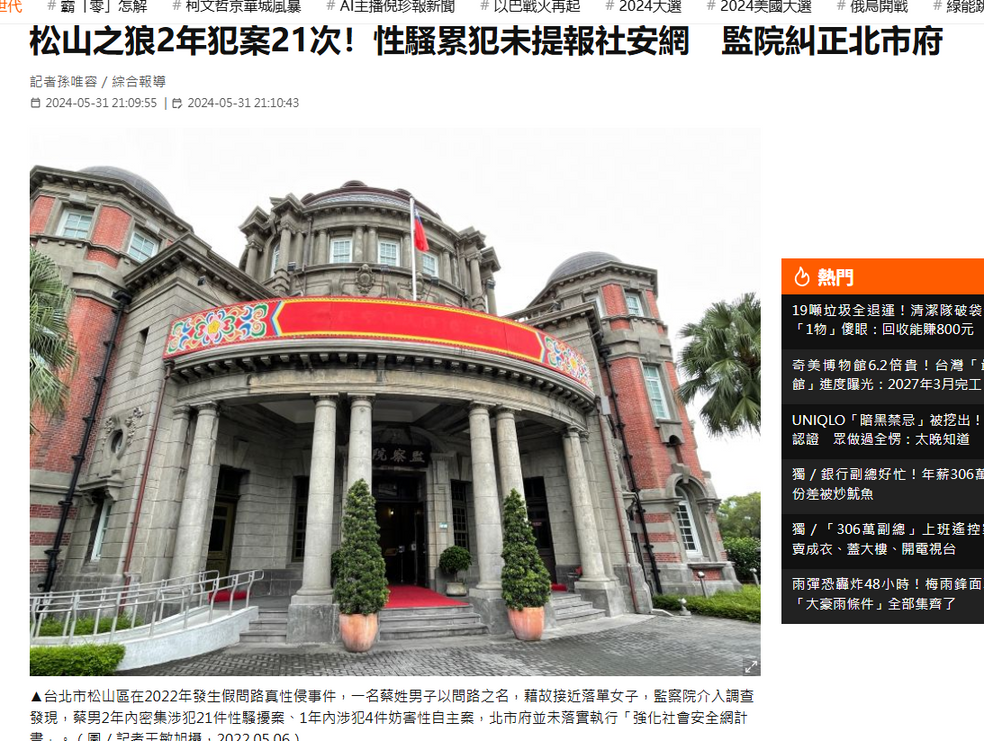 世代 # 霸「零」怎解 # 柯文哲京華城風暴 # AI主播倪珍報新聞 # 以巴戰火再起 # 2024大選 # 2024美國大選 # 俄烏開戰 # 綠能
松山之狼2年犯案21次！性騷累犯未提報社安網　監院糾正北市府
記者孫唯容／綜合報導
2024-05-31 21:09:55 | 2024-05-31 21:10:43
院察監
▲台北市松山區在2022年發生假問路真性侵事件，一名蔡姓男子以問路之名，藉故接近落單女子，監察院介入調查
發現，蔡男2年內密集涉犯21件性騷擾案、1年內涉犯4件妨害性自主案，北市府並未落實執行「強化社會安全網計
畫」。（圖／記者王敏旭攝，2022.05.06）
熱門
19噸垃圾全退運！清潔隊破袋
「1物」傻眼：回收能賺800元
奇美博物館6.2倍貴！台灣「
館」進度曝光：2027年3月完工
UNIQLO「暗黑禁忌」被挖出！
認證　眾做過全愣：太晚知道
獨／銀行副總好忙！年薪306萬
份差被炒魷魚
獨／「306萬副總」上班遙控
賣成衣、蓋大樓、開電視台
雨彈恐轟炸48小時！梅雨鋒面
「大豪雨條件」全部集齊了